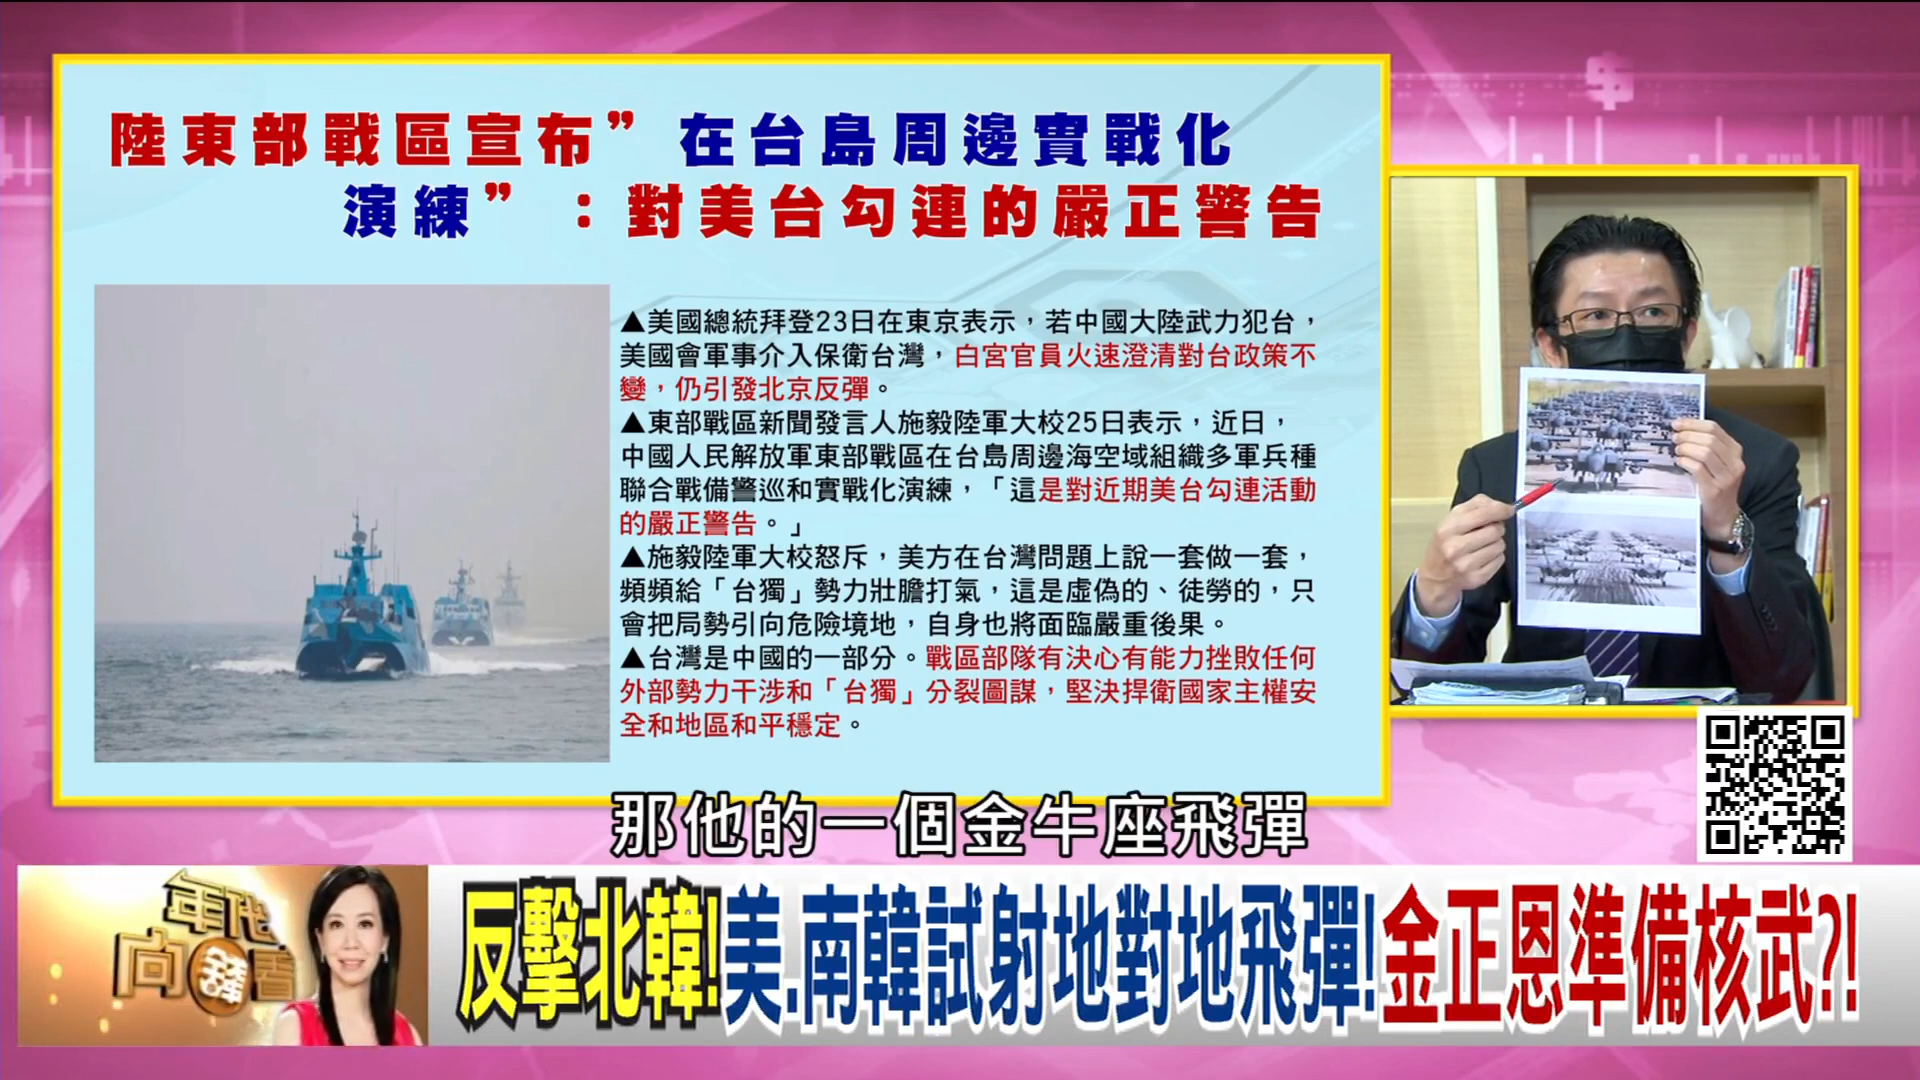 陸東部戰區宣布”在台島周邊實戰化
演練”：對美台勾連的嚴正警告
▲美國總統拜登23日在東京表示，若中國大陸武力犯台，
美國會軍事介入保衛台灣，白宮官員火速澄清對台政策不
變，仍引發北京反彈。
▲東部戰區新聞發言人施毅陸軍大校25日表示，近日，
中國人民解放軍東部戰區在台島周邊海空域組織多軍兵種
聯合戰備警巡和實戰化演練，「這是對近期美台勾連活動
的嚴正警告。」
▲施毅陸軍大校怒斥，美方在台灣問題上說一套做一套，
頻頻給「台獨」勢力壯膽打氣，這是虛偽的、徒勞的，只
會把局勢引向危險境地，自身也將面臨嚴重後果。
▲台灣是中國的一部分。戰區部隊有決心有能力挫敗任何
外部勢力干涉和「台獨」分裂圖謀，堅決捍衛國家主權安
全和地區和平穩定。
那他的一個金牛座飛彈
年代
向錢看
反擊北韓!美.南韓試射地對地飛彈!金正恩準備核武?!